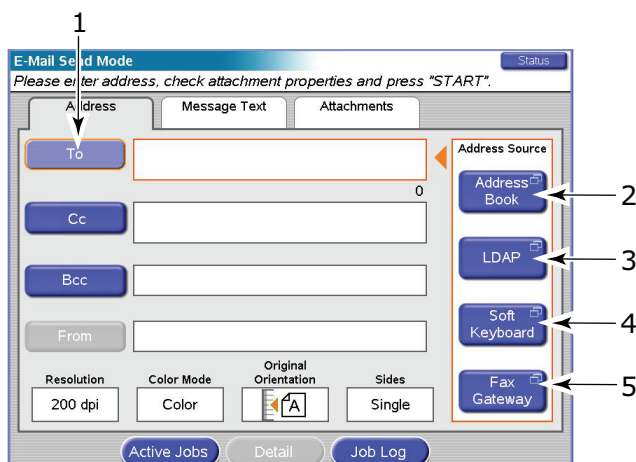 1
E-Mail Send Mode
Status
Please enter address, check attachment properties and press "START".
Address
Message Text
Attachments
To
0
Cc
Bcc
From
Address Source
Address
Book
2
LDAP
3
Soft
Keyboard
4
Fax
Gateway
5
Resolution
200 dpi
Color Mode
Color
Original
Orientation
A
Sides
Single
Active Jobs
Detail
Job Log